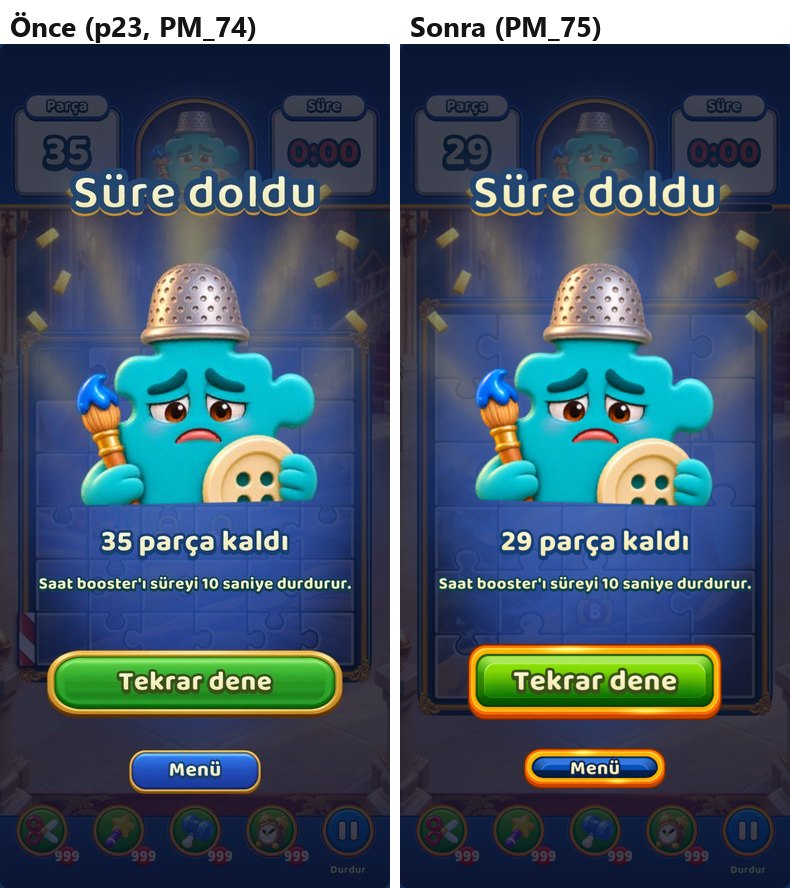 Önce (p23, PM_74)
Sonra (PM_75)
Parça
Süre
35
0:00
Süre doldu
35 parça kaldı
Saat booster'ı süreyi 10 saniye durdurur.
Tekrar dene
Menü
999
999
999
999
Durdur
Parça
Süre
29
0:00
Süre doldu
29 parça kaldı
Saat booster'ı süreyi 10 saniye durdurur.
8
Tekrar dene
Menü
999
999
999
999
Durdur